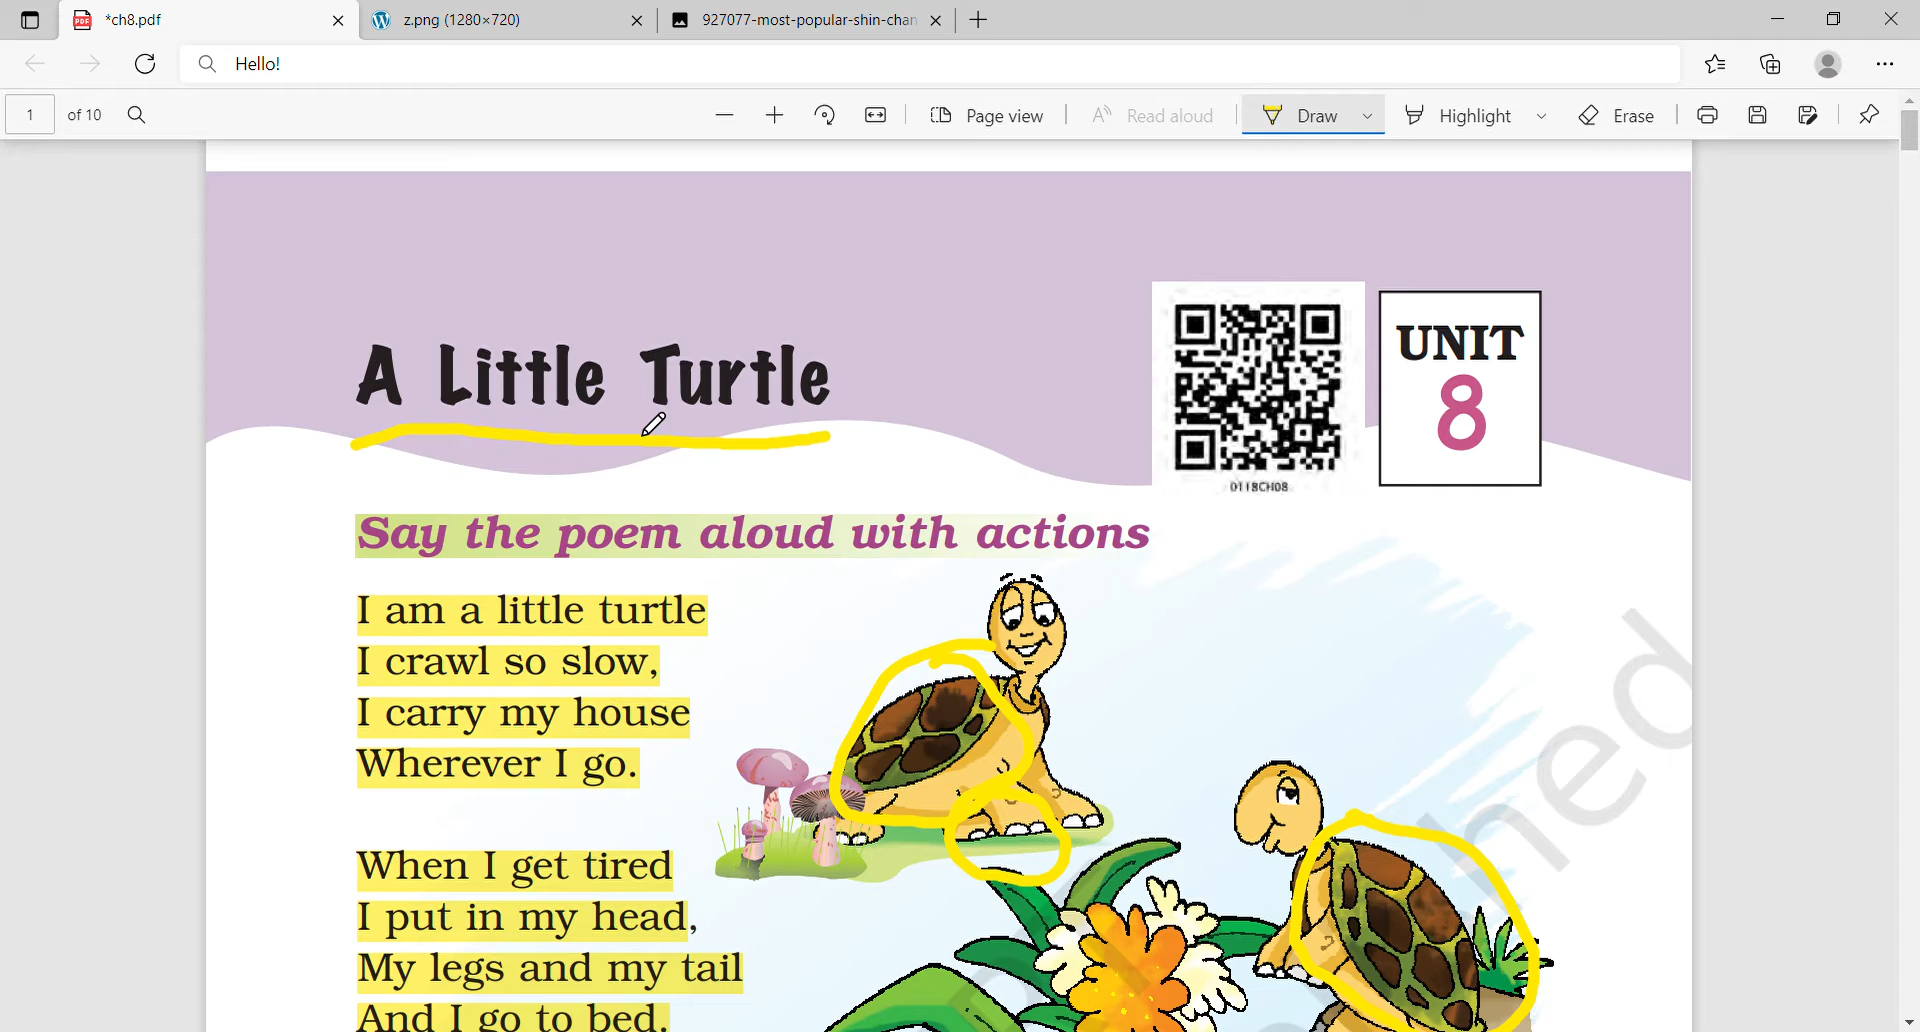 *ch8.pdf
z.png (1280×720)
927077-most-popular-shin-chan
Hello!
1 of 10
Page view
Read aloud
Draw
Highlight
Erase
A Little Turtle
0118CH08
UNIT
8
Say the poem aloud with actions
I am a little turtle
I crawl so slow,
I carry my house
Wherever I go.
When I get tired
I put in my head,
My legs and my tail
And I go to bed.